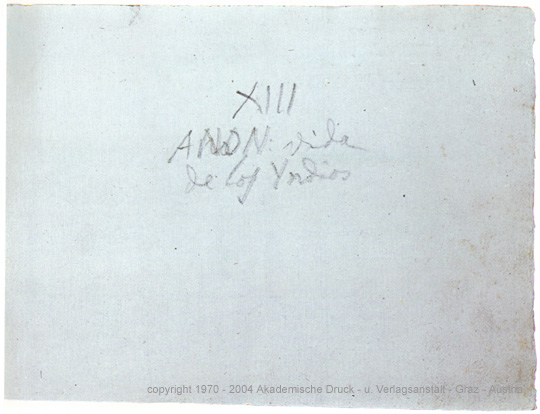 XIII
ANON: vida
de los Yndios
copyright 1970 - 2004 Akademische Druck - u. Verlagsanstalt - Graz - Austria